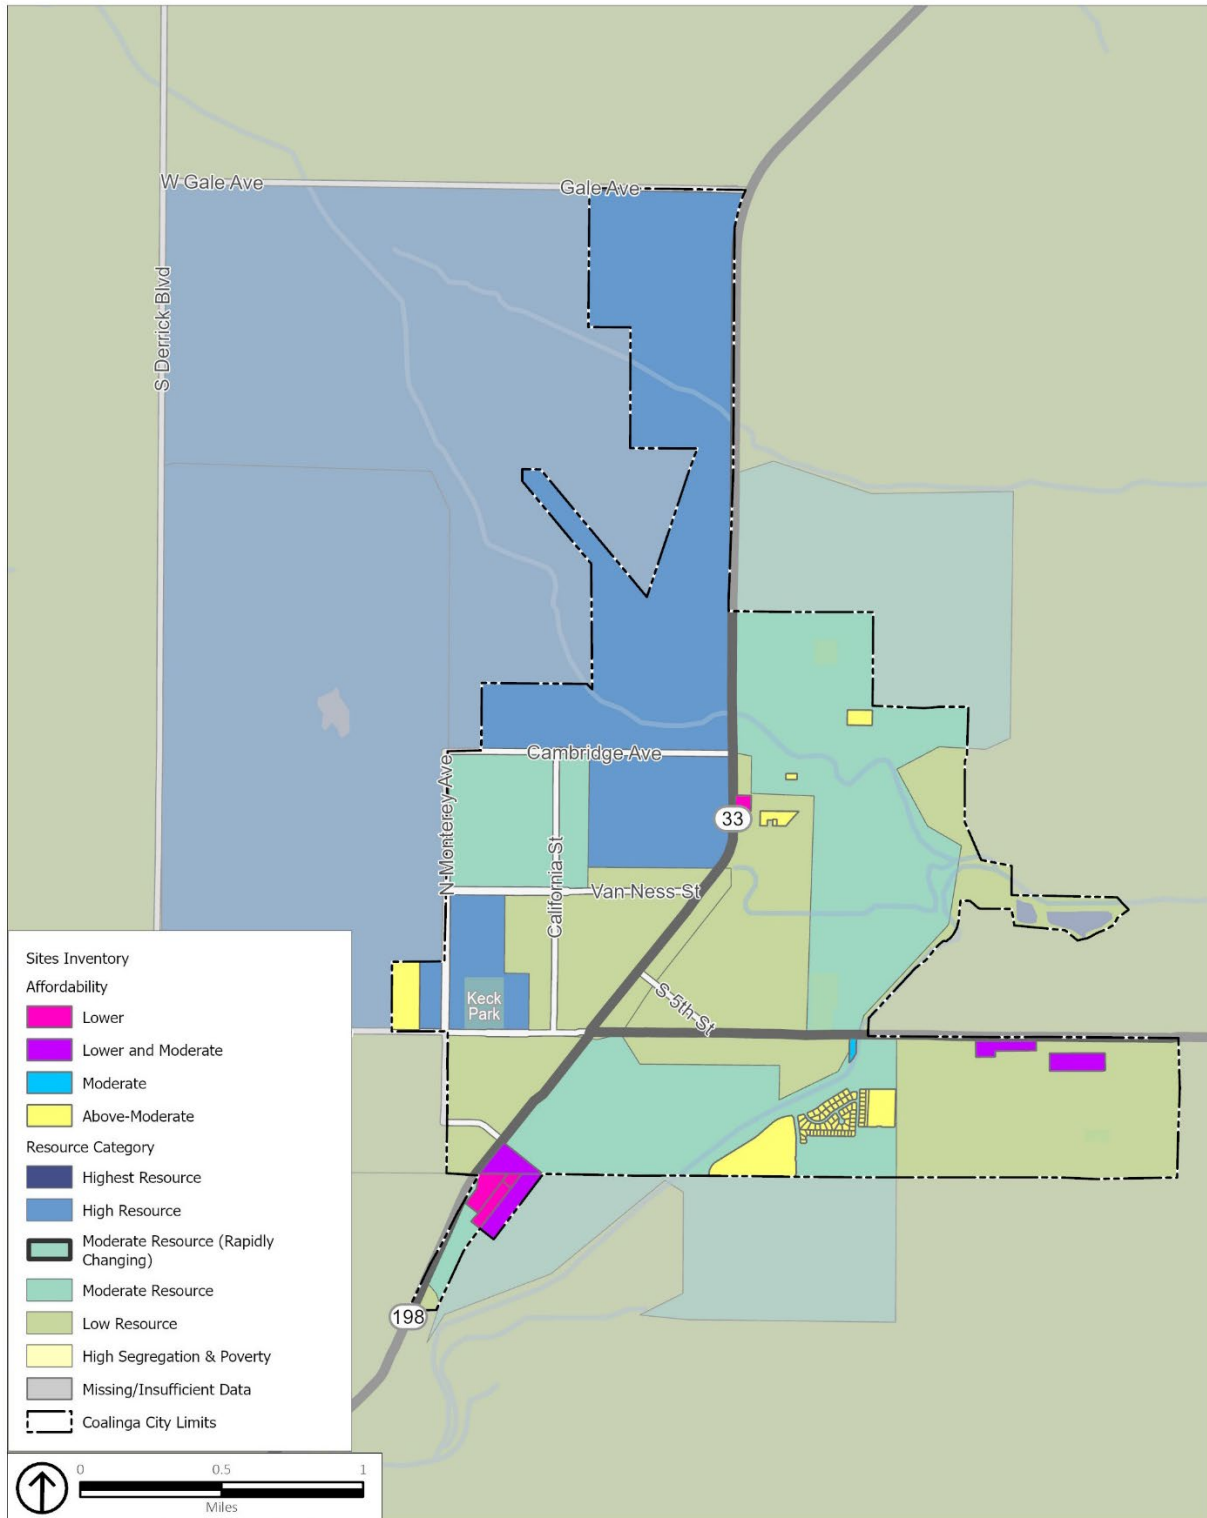 W Gale Ave
Gale Ave
S Derrick Blvd
Cambridge Ave
N Monterey Ave
33
California St
Van Ness St
Keck
Park
S 5th St
198
Sites Inventory
Affordability
Lower
Lower and Moderate
Moderate
Above-Moderate
Resource Category
Highest Resource
High Resource
Moderate Resource (Rapidly
Changing)
Moderate Resource
Low Resource
High Segregation & Poverty
Missing/Insufficient Data
Coalinga City Limits
0 0.5 1
Miles